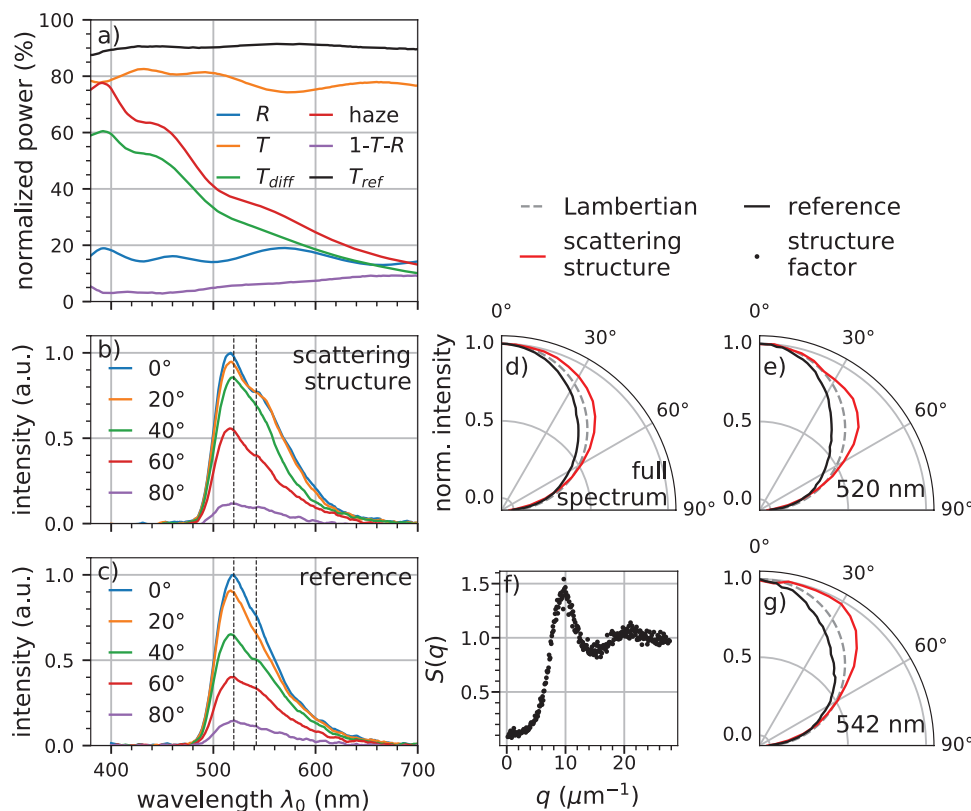 a)
normalized power (%)
100
80
60
40
20
0
R
T
T_diff
haze
1-T-R
T_ref
Lambertian
scattering
structure
reference
structure
factor
b)
scattering
structure
intensity (a.u.)
1.0
0.5
0.0
0°
20°
40°
60°
80°
c)
reference
intensity (a.u.)
1.0
0.5
0.0
0°
20°
40°
60°
80°
400
500
600
700
wavelength λ₀ (nm)
d)
norm. intensity
1.0
0.5
0.0
0°
30°
60°
90°
full
spectrum
e)
1.0
0.5
0.0
0°
30°
60°
90°
520 nm
f)
S(q)
1.5
1.0
0.5
0
10
20
q (μm⁻¹)
g)
1.0
0.5
0.0
0°
30°
60°
90°
542 nm